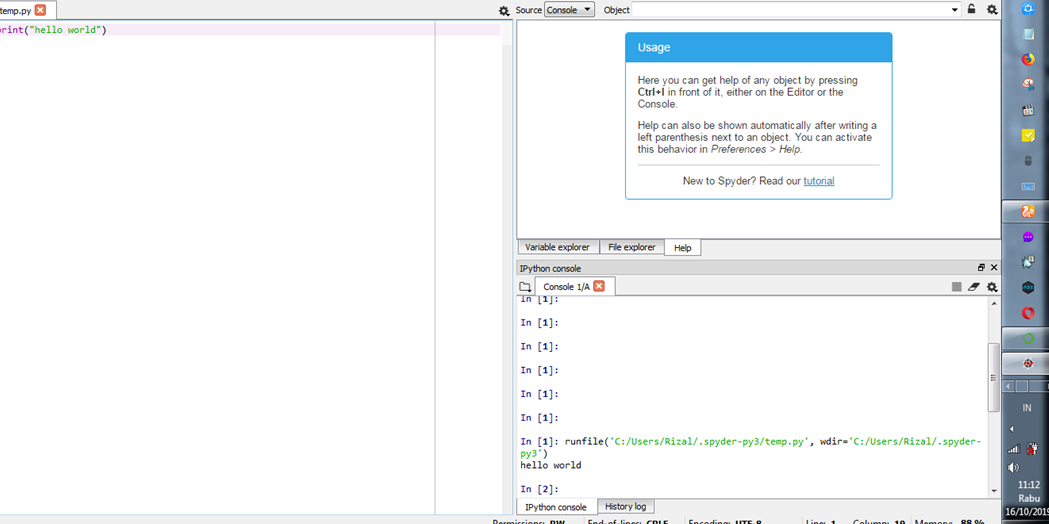 temp.py
Source Console Object
print("hello world")
Usage
Here you can get help of any object by pressing
Ctrl+I in front of it, either on the Editor or the
Console.
Help can also be shown automatically after writing a
left parenthesis next to an object. You can activate
this behavior in Preferences > Help.
New to Spyder? Read our tutorial
Variable explorer File explorer Help
IPython console
Console 1/A
In [1]:
In [1]:
In [1]:
In [1]:
In [1]:
In [1]:
In [1]: runfile('C:/Users/Rizal/.spyder-py3/temp.py', wdir='C:/Users/Rizal/.spyder-
py3')
hello world
In [2]:
IPython console History log
Permissions: RW End-of-lines: CRLF Encoding: UTF-8 Line: 1 Column: 19 Memory: 88 %
IN
11:12
Rabu
16/10/2019